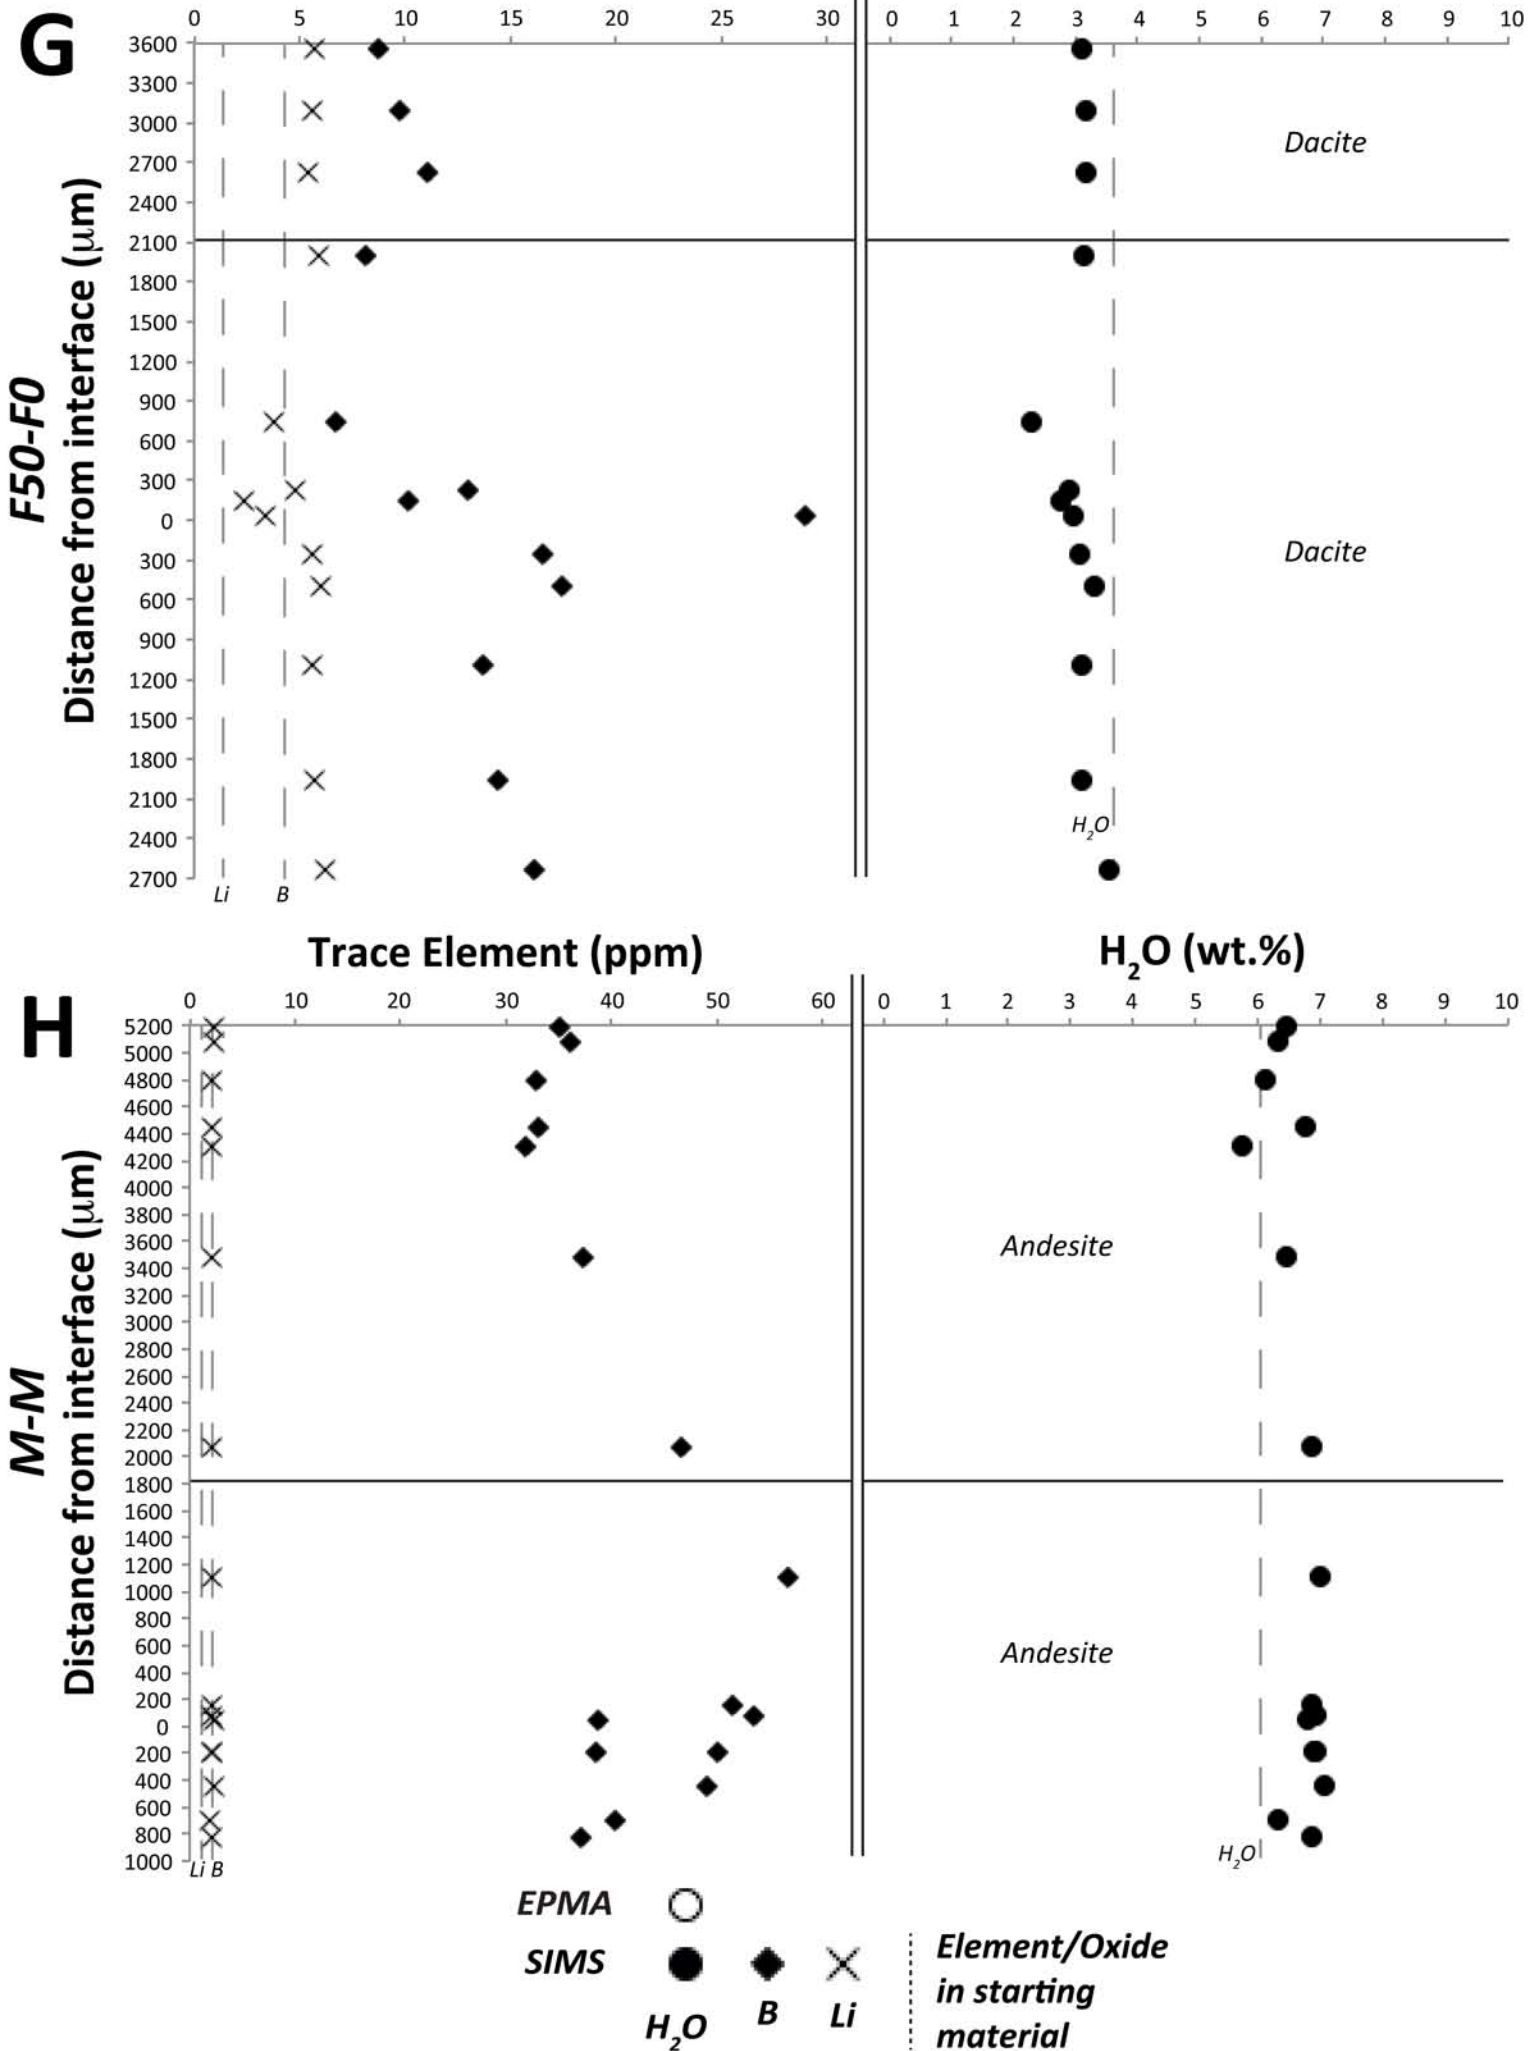 G
0 5 10 15 20 25 30 0 1 2 3 4 5 6 7 8 9 10
3600
3300
3000
2700
2400
2100
1800
1500
1200
900
600
300
0
300
600
900
1200
1500
1800
2100
2400
2700
F50-F0
Distance from interface (µm)
Dacite
Dacite
H₂O
Li B
Trace Element (ppm) H₂O (wt.%)
H
0 10 20 30 40 50 60 0 1 2 3 4 5 6 7 8 9 10
5200
5000
4800
4600
4400
4200
4000
3800
3600
3400
3200
3000
2800
2600
2400
2200
2000
1800
1600
1400
1200
1000
800
600
400
200
0
200
400
600
800
1000
M-M
Distance from interface (µm)
Andesite
Andesite
H₂O
Li B
EPMA
SIMS
H₂O B Li
Element/Oxide
in starting
material